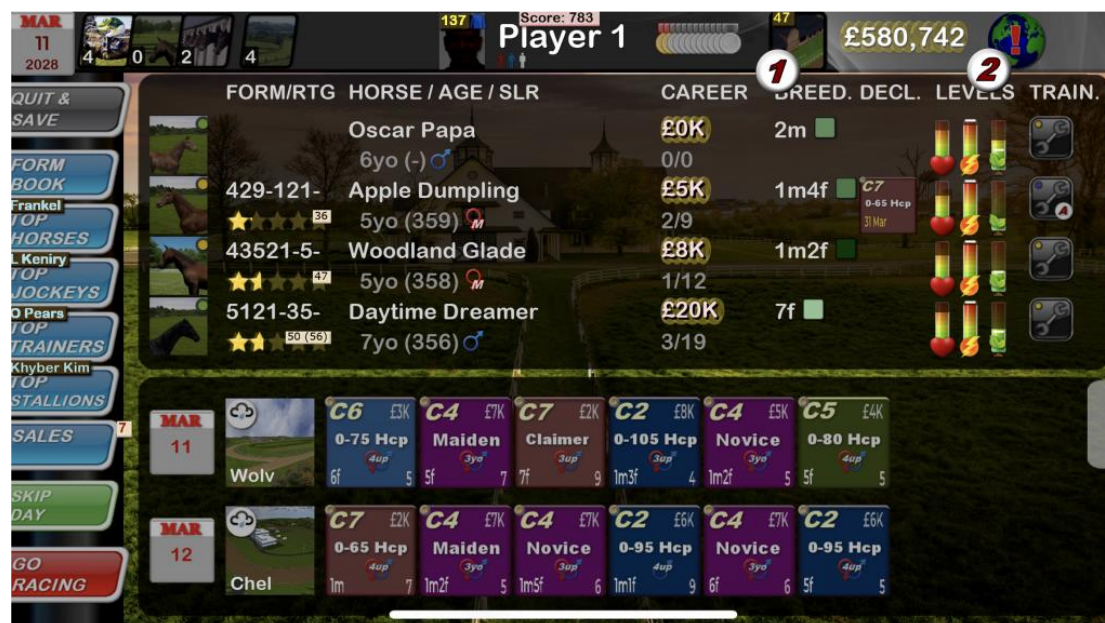 MAR
11
2028
4 0 2 4
137
Score: 783
Player 1
47
£580,742
1
2
QUIT &
SAVE
FORM
BOOK
Frankel
TOP
HORSES
L Keniry
TOP
JOCKEYS
O Pears
TOP
TRAINERS
Khyber Kim
TOP
STALLIONS
SALES
7
SKIP
DAY
GO
RACING
FORM/RTG HORSE / AGE / SLR CAREER BREED. DECL. LEVELS TRAIN.
Oscar Papa £0K 2m
6yo (-) 0/0
429-121- Apple Dumpling £5K 1m4f C7
0-65 Hcp
31 Mar
36 5yo (359) M 2/9 A
43521-5- Woodland Glade £8K 1m2f
47 5yo (358) M 1/12
5121-35- Daytime Dreamer £20K 7f
50 (56) 7yo (356) 3/19
MAR
11
Wolv
C6 £3K
0-75 Hcp
4up
6f 5
C4 £7K
Maiden
3yo
5f 7
C7 £2K
Claimer
3up
7f 9
C2 £8K
0-105 Hcp
3up
1m3f 4
C4 £5K
Novice
3yo
1m2f 5
C5 £4K
0-80 Hcp
4up
5f 5
MAR
12
Chel
C7 £2K
0-65 Hcp
4up
1m 7
C4 £7K
Maiden
3yo
1m2f 5
C4 £7K
Novice
3yo
1m5f 6
C2 £6K
0-95 Hcp
4up
1m1f 9
C4 £7K
Novice
3yo
6f 6
C2 £6K
0-95 Hcp
4up
5f 5